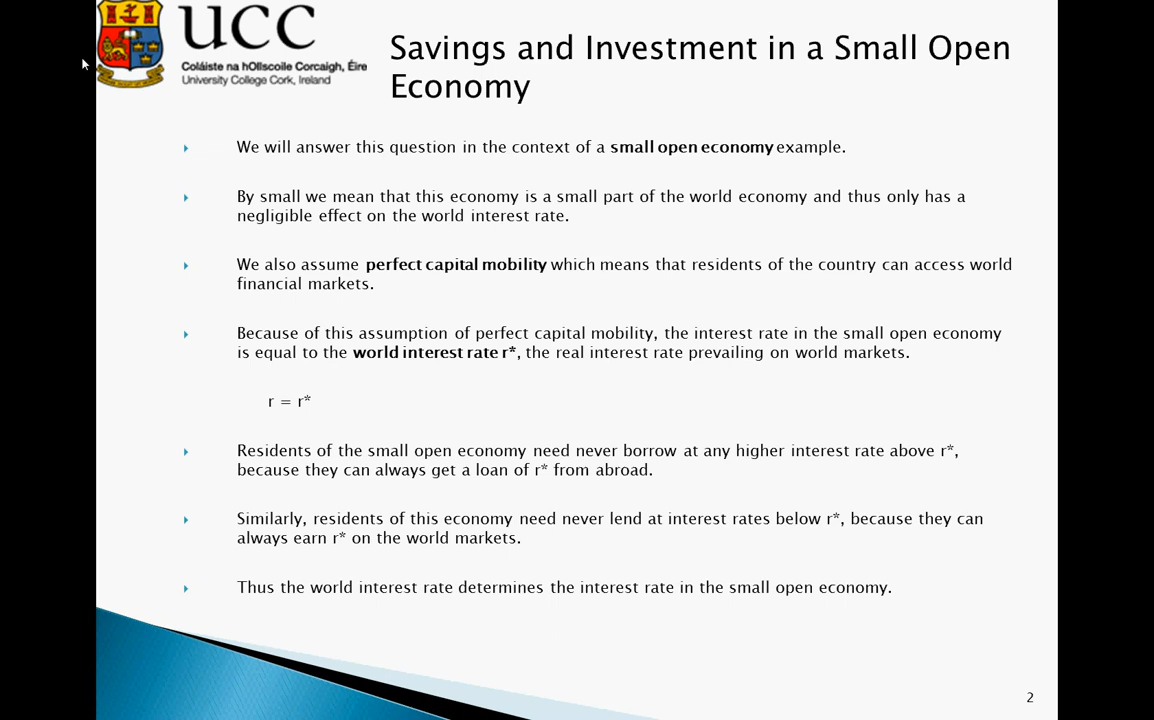 UCC
Coláiste na hOllscoile Corcaigh, Éire
University College Cork, Ireland
Savings and Investment in a Small Open
Economy
We will answer this question in the context of a small open economy example.
By small we mean that this economy is a small part of the world economy and thus only has a
negligible effect on the world interest rate.
We also assume perfect capital mobility which means that residents of the country can access world
financial markets.
Because of this assumption of perfect capital mobility, the interest rate in the small open economy
is equal to the world interest rate r*, the real interest rate prevailing on world markets.
r = r*
Residents of the small open economy need never borrow at any higher interest rate above r*,
because they can always get a loan of r* from abroad.
Similarly, residents of this economy need never lend at interest rates below r*, because they can
always earn r* on the world markets.
Thus the world interest rate determines the interest rate in the small open economy.
2